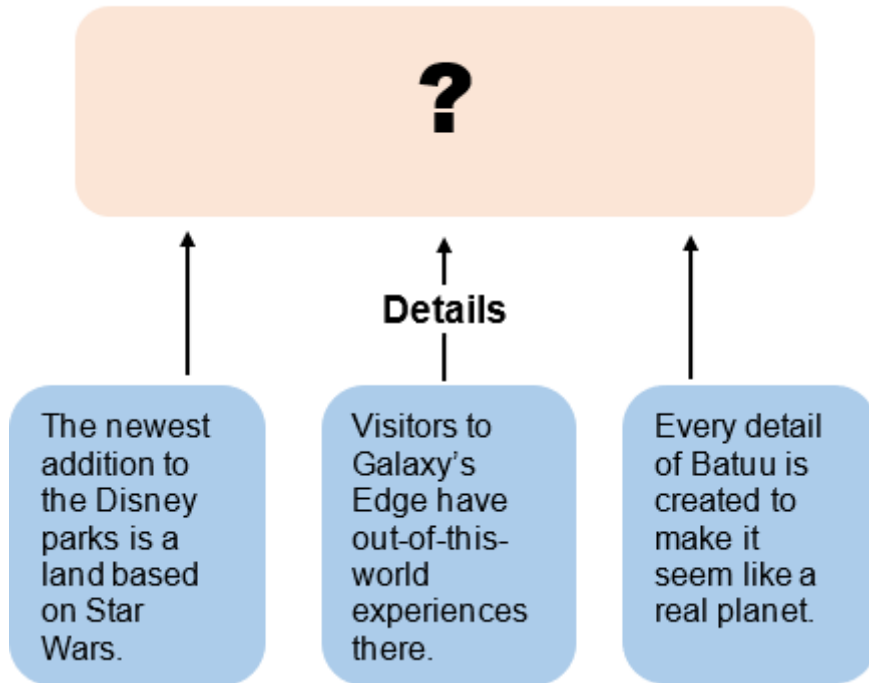 ?
Details
The newest
addition to
the Disney
parks is a
land based
on Star
Wars.
Visitors to
Galaxy’s
Edge have
out-of-this-
world
experiences
there.
Every detail
of Batuu is
created to
make it
seem like a
real planet.